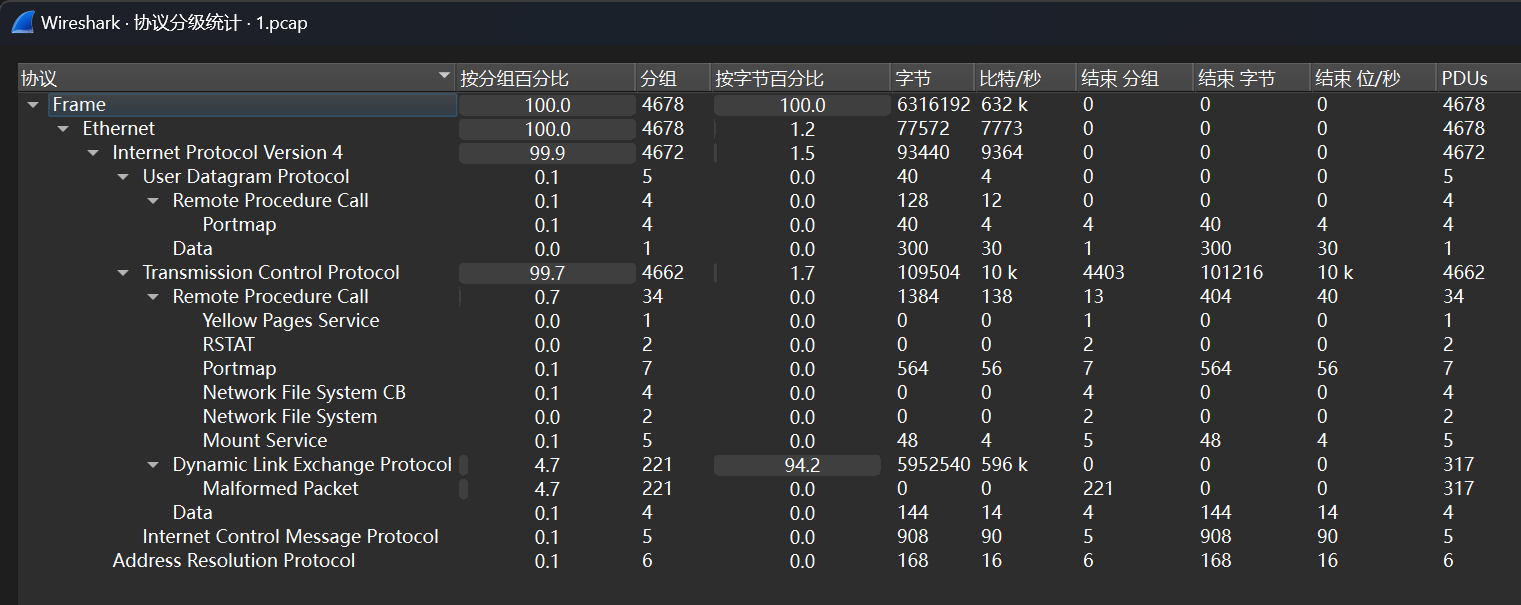 Wireshark · 协议分级统计 · 1.pcap
协议 按分组百分比 分组 按字节百分比 字节 比特/秒 结束 分组 结束 字节 结束 位/秒 PDUs
Frame 100.0 4678 100.0 6316192 632 k 0 0 0 4678
Ethernet 100.0 4678 1.2 77572 7773 0 0 0 4678
Internet Protocol Version 4 99.9 4672 1.5 93440 9364 0 0 0 4672
User Datagram Protocol 0.1 5 0.0 40 4 0 0 0 5
Remote Procedure Call 0.1 4 0.0 128 12 0 0 0 4
Portmap 0.1 4 0.0 40 4 4 40 4 4
Data 0.0 1 0.0 300 30 1 300 30 1
Transmission Control Protocol 99.7 4662 1.7 109504 10 k 4403 101216 10 k 4662
Remote Procedure Call 0.7 34 0.0 1384 138 13 404 40 34
Yellow Pages Service 0.0 1 0.0 0 0 1 0 0 1
RSTAT 0.0 2 0.0 0 0 2 0 0 2
Portmap 0.1 7 0.0 564 56 7 564 56 7
Network File System CB 0.1 4 0.0 0 0 4 0 0 4
Network File System 0.0 2 0.0 0 0 2 0 0 2
Mount Service 0.1 5 0.0 48 4 5 48 4 5
Dynamic Link Exchange Protocol 4.7 221 94.2 5952540 596 k 0 0 0 317
Malformed Packet 4.7 221 0.0 0 0 221 0 0 317
Data 0.1 4 0.0 144 14 4 144 14 4
Internet Control Message Protocol 0.1 5 0.0 908 90 5 908 90 5
Address Resolution Protocol 0.1 6 0.0 168 16 6 168 16 6